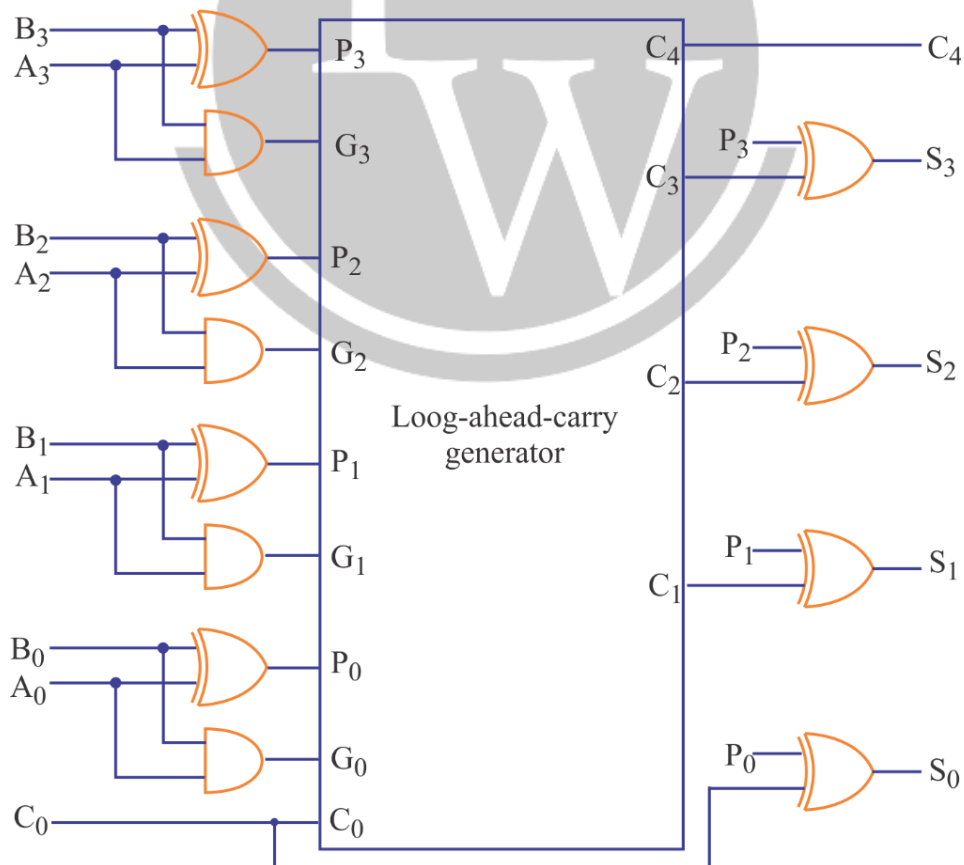 B3
A3
P3
G3
C4
C4
P3
C3
S3
B2
A2
P2
G2
P2
C2
S2
Loog-ahead-carry
generator
B1
A1
P1
G1
P1
C1
S1
B0
A0
P0
G0
P0
S0
C0
C0
W